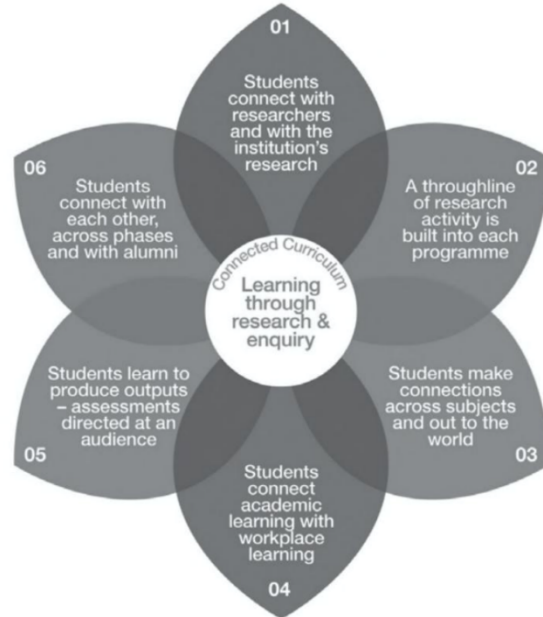 01
Students
connect with
researchers
and with the
institution's
research
02
A throughline
of research
activity is
built into each
programme
03
Students make
connections
across subjects
and out to the
world
04
Students
connect
academic
learning with
workplace
learning
05
Students learn to
produce outputs
– assessments
directed at an
audience
06
Students
connect with
each other,
across phases
and with alumni
Connected Curriculum
Learning
through
research &
enquiry